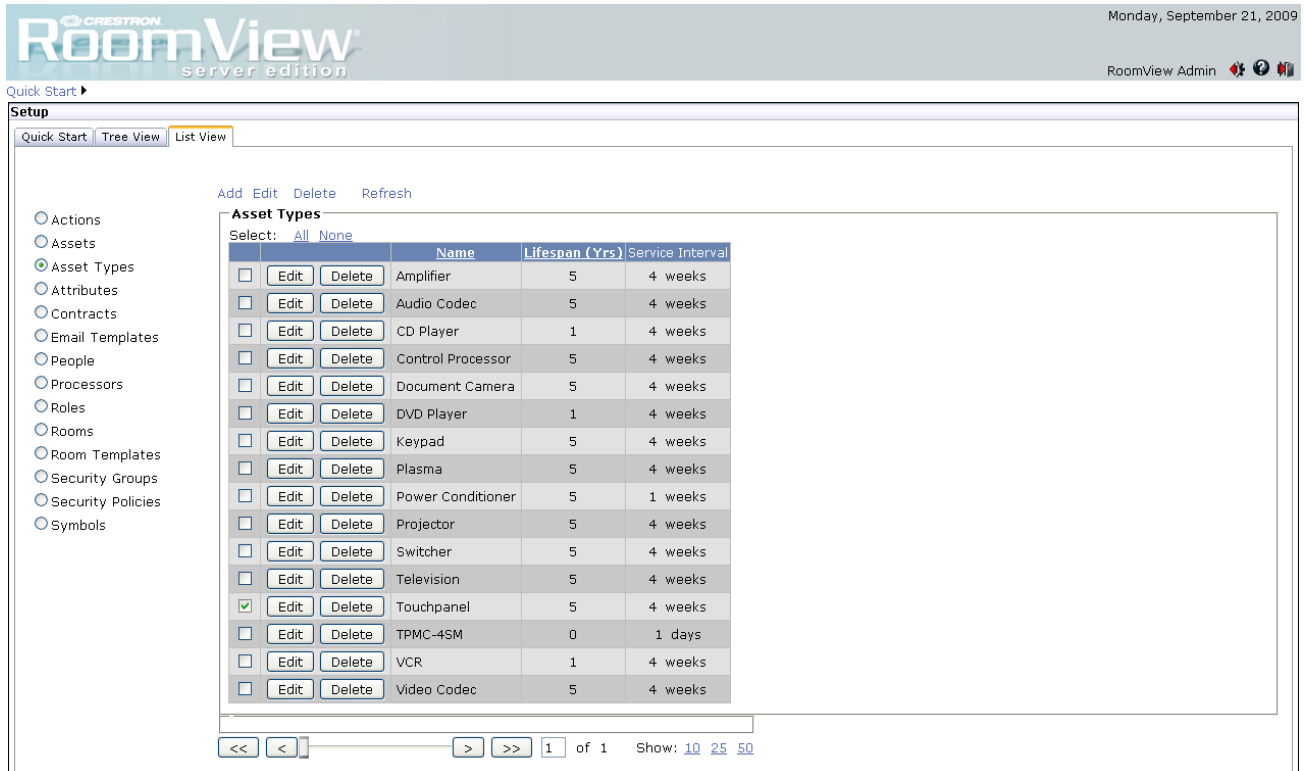 CRESTRON
RoomView
server edition
Monday, September 21, 2009
RoomView Admin
Quick Start
Setup
Quick Start Tree View List View
Add Edit Delete Refresh
Actions
Assets
Asset Types
Attributes
Contracts
Email Templates
People
Processors
Roles
Rooms
Room Templates
Security Groups
Security Policies
Symbols
Asset Types
Select: All None
Name Lifespan (Yrs) Service Interval
Edit Delete Amplifier 5 4 weeks
Edit Delete Audio Codec 5 4 weeks
Edit Delete CD Player 1 4 weeks
Edit Delete Control Processor 5 4 weeks
Edit Delete Document Camera 5 4 weeks
Edit Delete DVD Player 1 4 weeks
Edit Delete Keypad 5 4 weeks
Edit Delete Plasma 5 4 weeks
Edit Delete Power Conditioner 5 1 weeks
Edit Delete Projector 5 4 weeks
Edit Delete Switcher 5 4 weeks
Edit Delete Television 5 4 weeks
Edit Delete Touchpanel 5 4 weeks
Edit Delete TPMC-4SM 0 1 days
Edit Delete VCR 1 4 weeks
Edit Delete Video Codec 5 4 weeks
<< < > >> 1 of 1 Show: 10 25 50